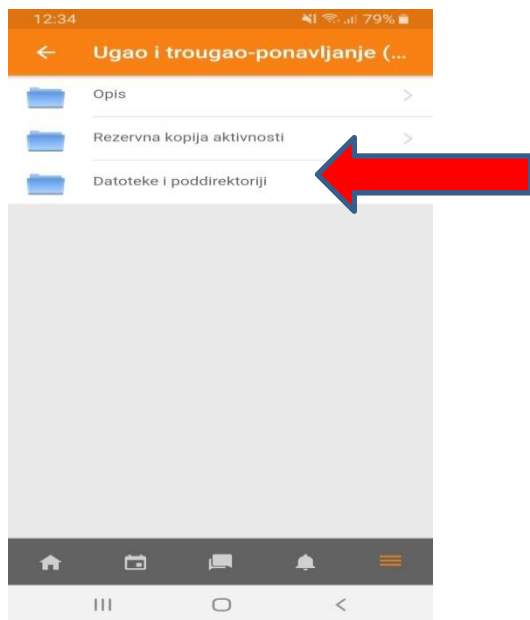 12:34 79%
Ugao i trougao-ponavljanje (...
Opis
Rezervna kopija aktivnosti
Datoteke i poddirektoriji